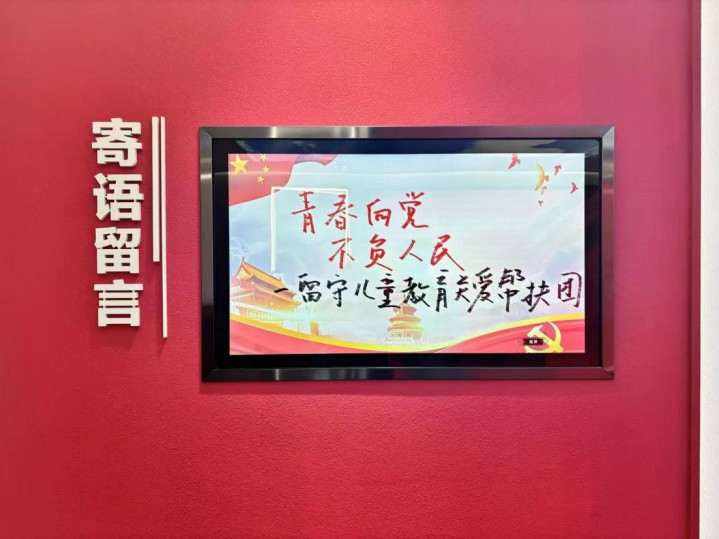 寄语留言
青春向党
不负人民
—留守儿童教育关爱帮扶团